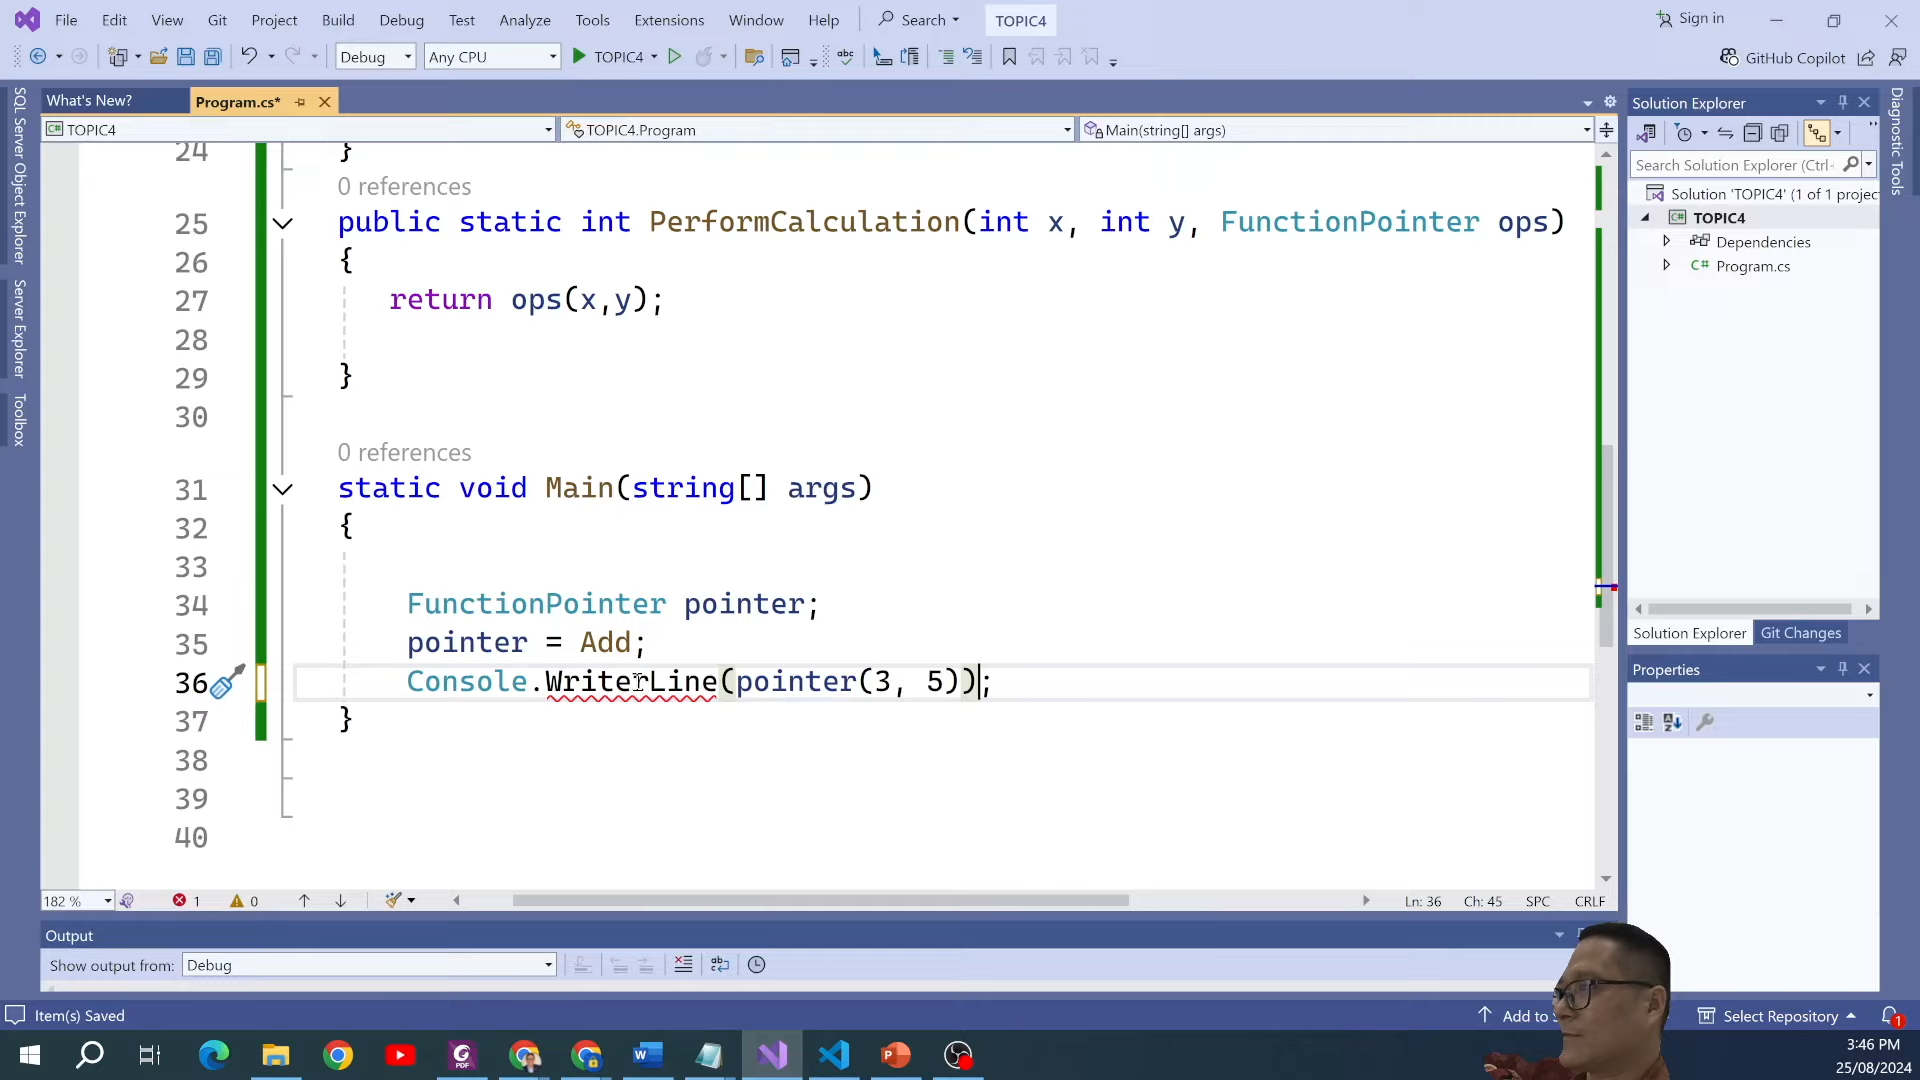 File Edit View Git Project Build Debug Test Analyze Tools Extensions Window Help Search TOPIC4 Sign in
Debug Any CPU TOPIC4 GitHub Copilot
What's New? Program.cs*
TOPIC4 TOPIC4.Program Main(string[] args)
24 }
0 references
25 public static int PerformCalculation(int x, int y, FunctionPointer ops)
26 {
27 return ops(x,y);
28
29 }
30
0 references
31 static void Main(string[] args)
32 {
33
34 FunctionPointer pointer;
35 pointer = Add;
36 Console.WriterLine(pointer(3, 5));
37 }
38
39
40
182 % 1 0 Ln: 36 Ch: 45 SPC CRLF
Output
Show output from: Debug
Item(s) Saved
Add to
Select Repository
1
SQL Server Object Explorer
Server Explorer
Toolbox
Solution Explorer
Search Solution Explorer (Ctrl-
Solution 'TOPIC4' (1 of 1 projec
TOPIC4
Dependencies
C# Program.cs
Solution Explorer Git Changes
Properties
Diagnostic Tools
PDF
3:46 PM
25/08/2024